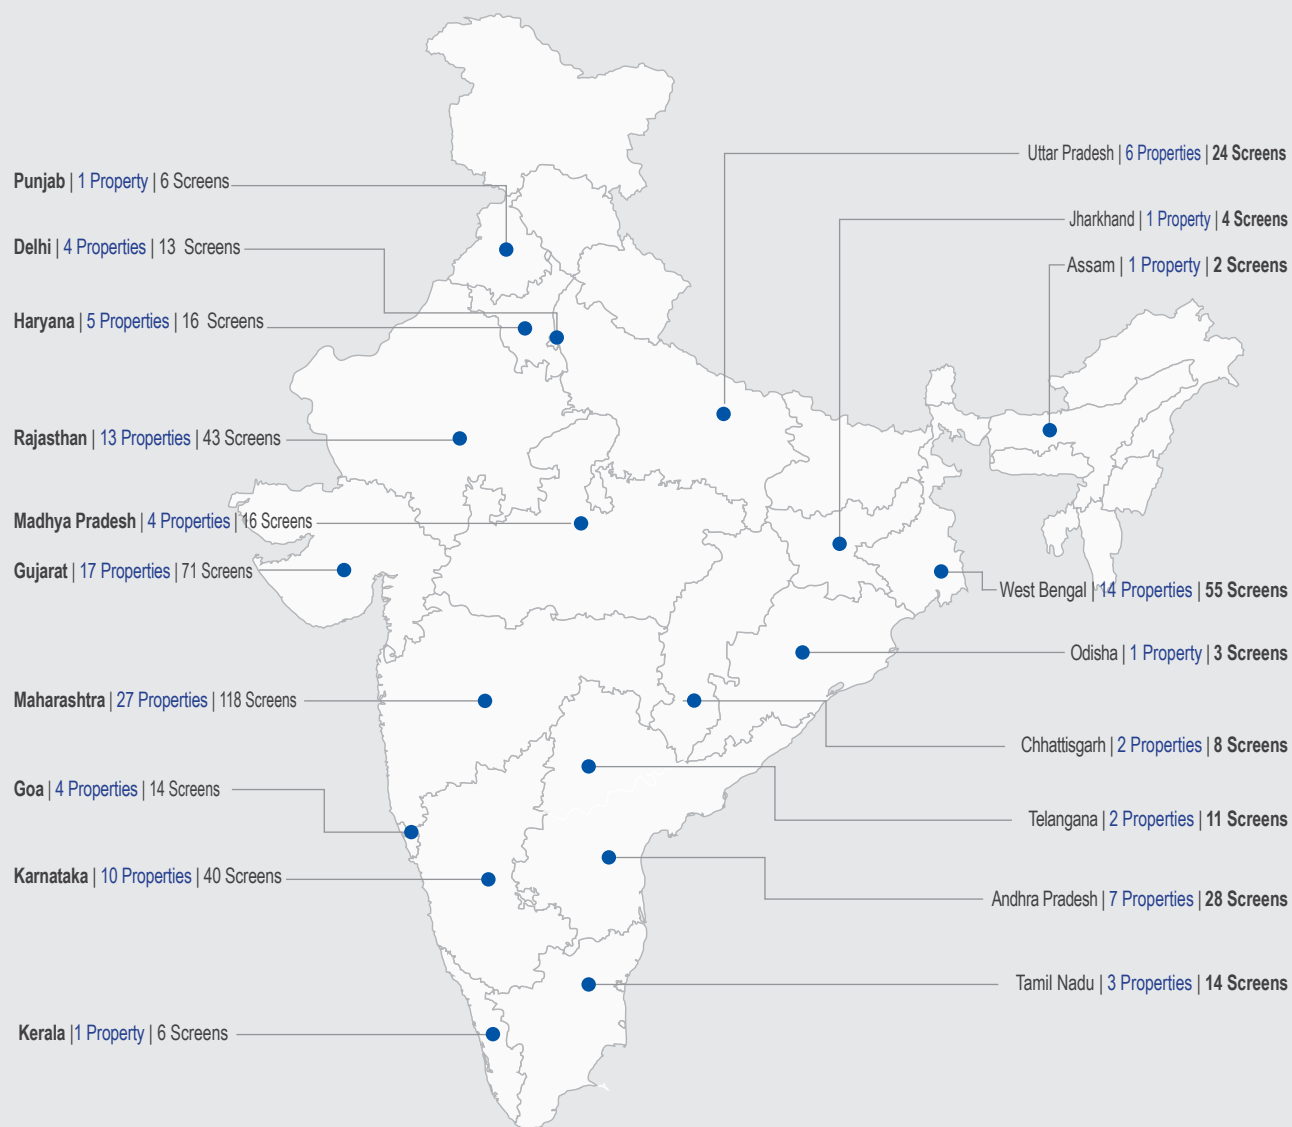 Punjab | 1 Property | 6 Screens
Delhi | 4 Properties | 13 Screens
Haryana | 5 Properties | 16 Screens
Rajasthan | 13 Properties | 43 Screens
Madhya Pradesh | 4 Properties | 16 Screens
Gujarat | 17 Properties | 71 Screens
Maharashtra | 27 Properties | 118 Screens
Goa | 4 Properties | 14 Screens
Karnataka | 10 Properties | 40 Screens
Kerala |1 Property | 6 Screens
Uttar Pradesh | 6 Properties | 24 Screens
Jharkhand | 1 Property | 4 Screens
Assam | 1 Property | 2 Screens
West Bengal | 14 Properties | 55 Screens
Odisha | 1 Property | 3 Screens
Chhattisgarh | 2 Properties | 8 Screens
Telangana | 2 Properties | 11 Screens
Andhra Pradesh | 7 Properties | 28 Screens
Tamil Nadu | 3 Properties | 14 Screens